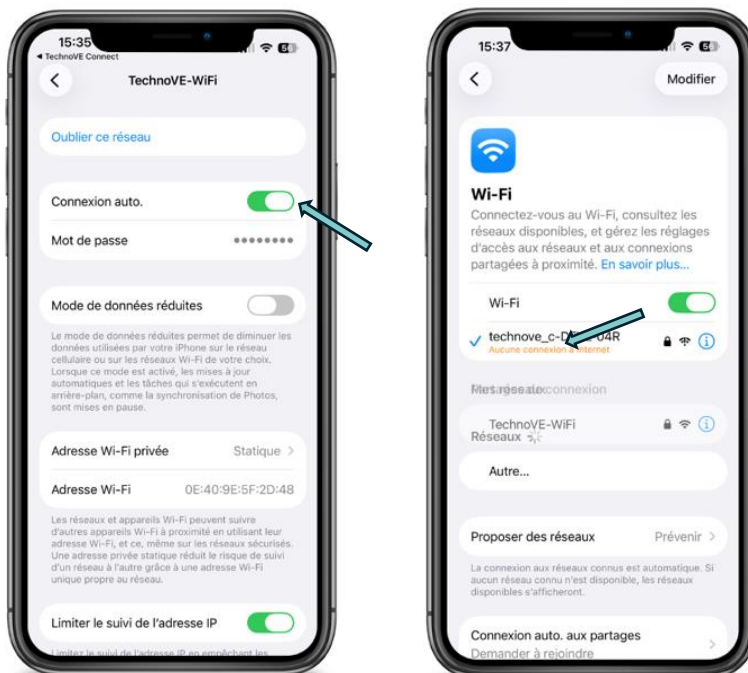 15:35
◀ TechnoVE Connect
TechnoVE-WiFi
Oublier ce réseau
Connexion auto.
Mot de passe
Mode de données réduites
Le mode de données réduites permet de diminuer les
données utilisées par votre iPhone sur le réseau
cellulaire ou sur les réseaux Wi-Fi de votre choix.
Lorsque ce mode est activé, les mises à jour
automatiques et les tâches qui s'exécutent en
arrière-plan, comme la synchronisation de Photos,
sont mises en pause.
Adresse Wi-Fi privée Statique >
Adresse Wi-Fi 0E:40:9E:5F:2D:48
Les réseaux et appareils Wi-Fi peuvent suivre
d'autres appareils Wi-Fi à proximité en utilisant leur
adresse Wi-Fi, et ce, même sur les réseaux sécurisés.
Une adresse privée statique réduit le risque de suivi
d'un réseau à l'autre grâce à une adresse Wi-Fi
unique propre au réseau.
Limiter le suivi de l'adresse IP
Limitez le suivi de l'adresse IP en empêchant les
15:37
Modifier
Wi-Fi
Connectez-vous au Wi-Fi, consultez les
réseaux disponibles, et gérez les réglages
d'accès aux réseaux et aux connexions
partagées à proximité. En savoir plus...
Wi-Fi
Aucune connexion à Internet
connexion
TechnoVE-WiFi
Réseaux
Autre...
Proposer des réseaux Prévenir >
La connexion aux réseaux connus est automatique. Si
aucun réseau connu n'est disponible, les réseaux
disponibles s'afficheront.
Connexion auto. aux partages
Demander à rejoindre